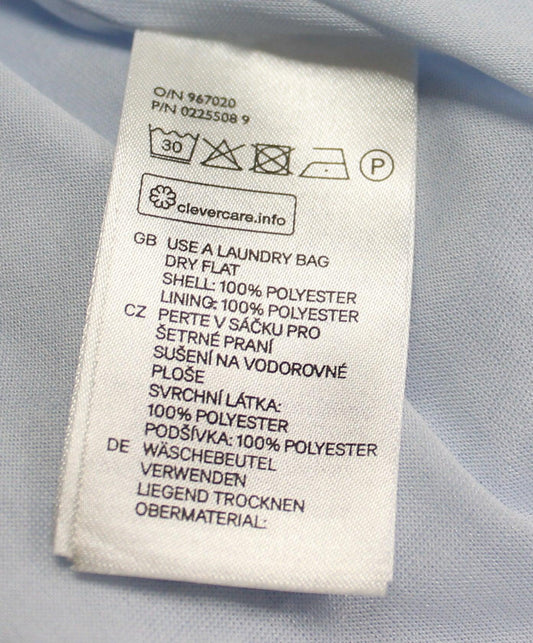 O/N 967020
P/N 0225508 9
30 P
clevercare.info
GB USE A LAUNDRY BAG
DRY FLAT
SHELL: 100% POLYESTER
LINING: 100% POLYESTER
CZ PERTE V SÁČKU PRO
ŠETRNÉ PRANÍ
SUŠENÍ NA VODOROVNÉ
PLOŠE
SVRCHNÍ LÁTKA:
100% POLYESTER
PODŠÍVKA: 100% POLYESTER
DE WÄSCHEBEUTEL
VERWENDEN
LIEGEND TROCKNEN
OBERMATERIAL: